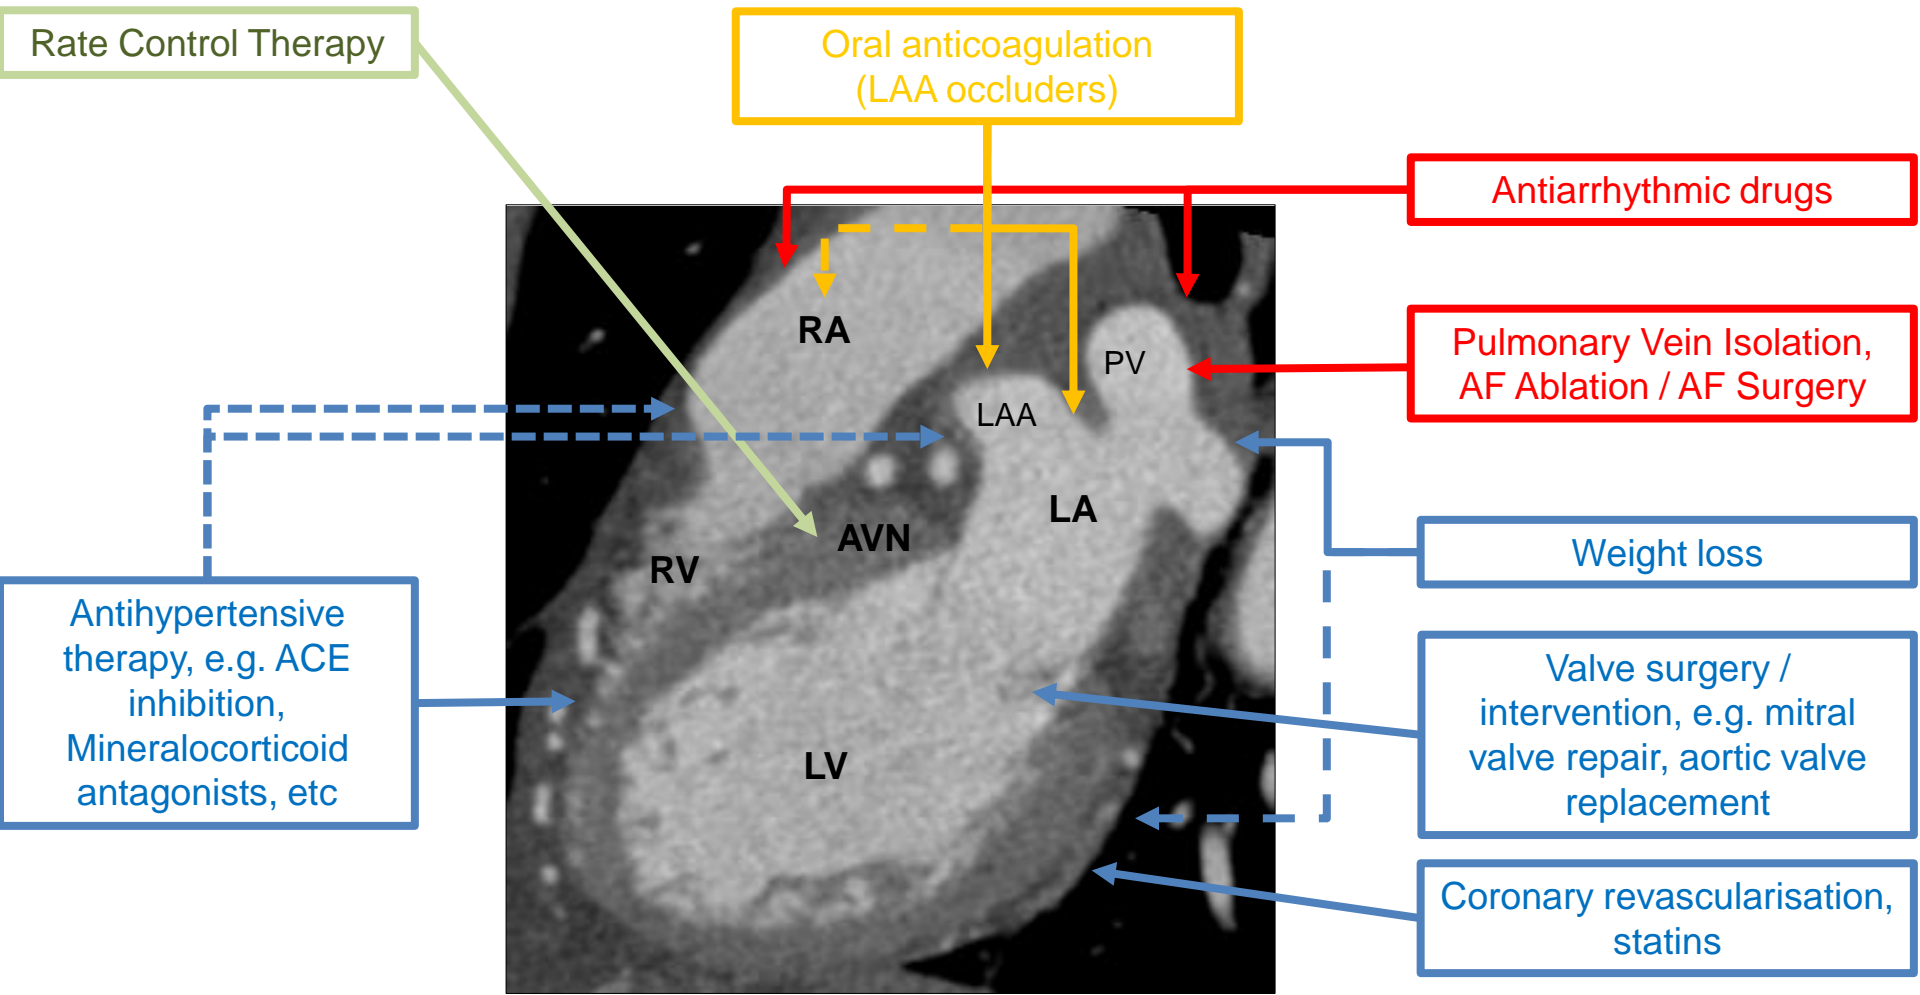 Rate Control Therapy
Oral anticoagulation
(LAA occluders)
Antiarrhythmic drugs
Pulmonary Vein Isolation,
AF Ablation / AF Surgery
RA
PV
LAA
LA
AVN
RV
LV
Weight loss
Antihypertensive
therapy, e.g. ACE
inhibition,
Mineralocorticoid
antagonists, etc
Valve surgery /
intervention, e.g. mitral
valve repair, aortic valve
replacement
Coronary revascularisation,
statins